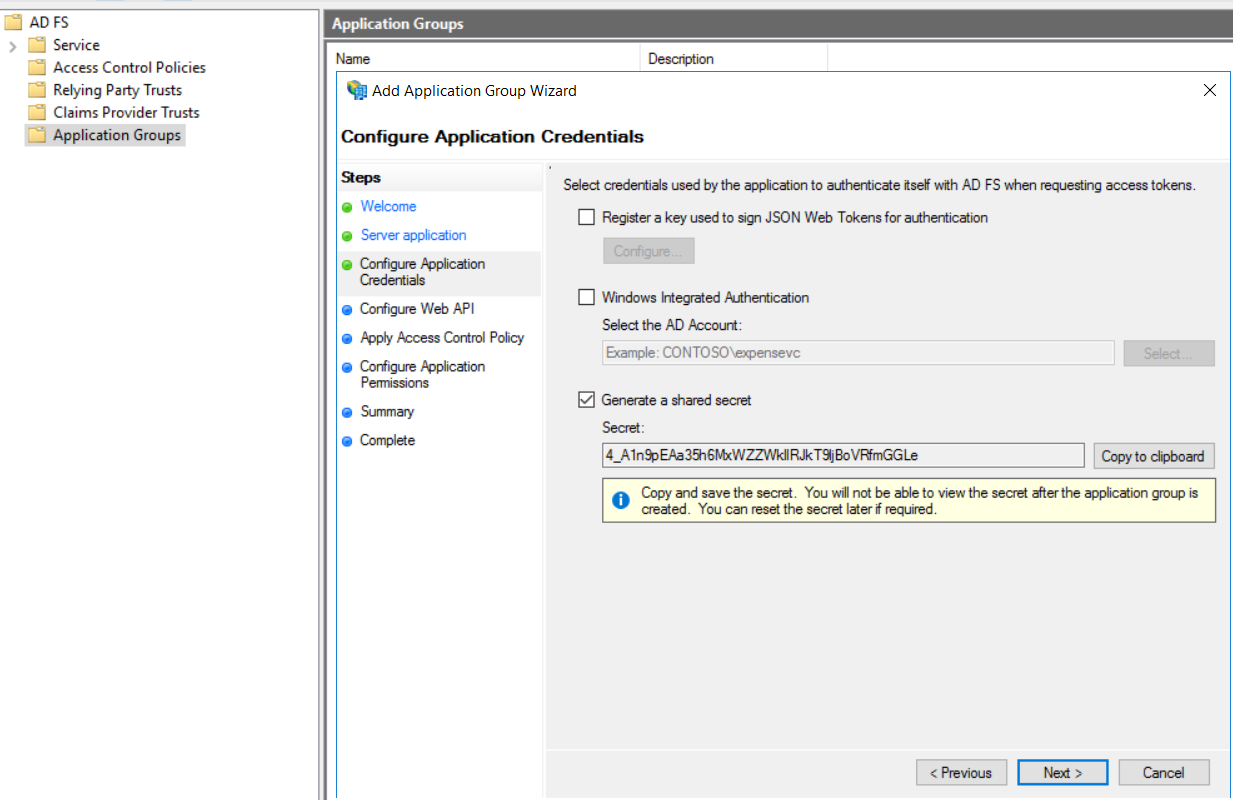 AD FS
Service
Access Control Policies
Relying Party Trusts
Claims Provider Trusts
Application Groups
Application Groups
Name
Description
Add Application Group Wizard
Configure Application Credentials
Steps
Welcome
Server application
Configure Application
Credentials
Configure Web API
Apply Access Control Policy
Configure Application
Permissions
Summary
Complete
Select credentials used by the application to authenticate itself with AD FS when requesting access tokens.
Register a key used to sign JSON Web Tokens for authentication
Configure...
Windows Integrated Authentication
Select the AD Account:
Example: CONTOSO\expensevc
Select...
Generate a shared secret
Secret:
Copy to clipboard
Copy and save the secret. You will not be able to view the secret after the application group is
created. You can reset the secret later if required.
< Previous
Next >
Cancel